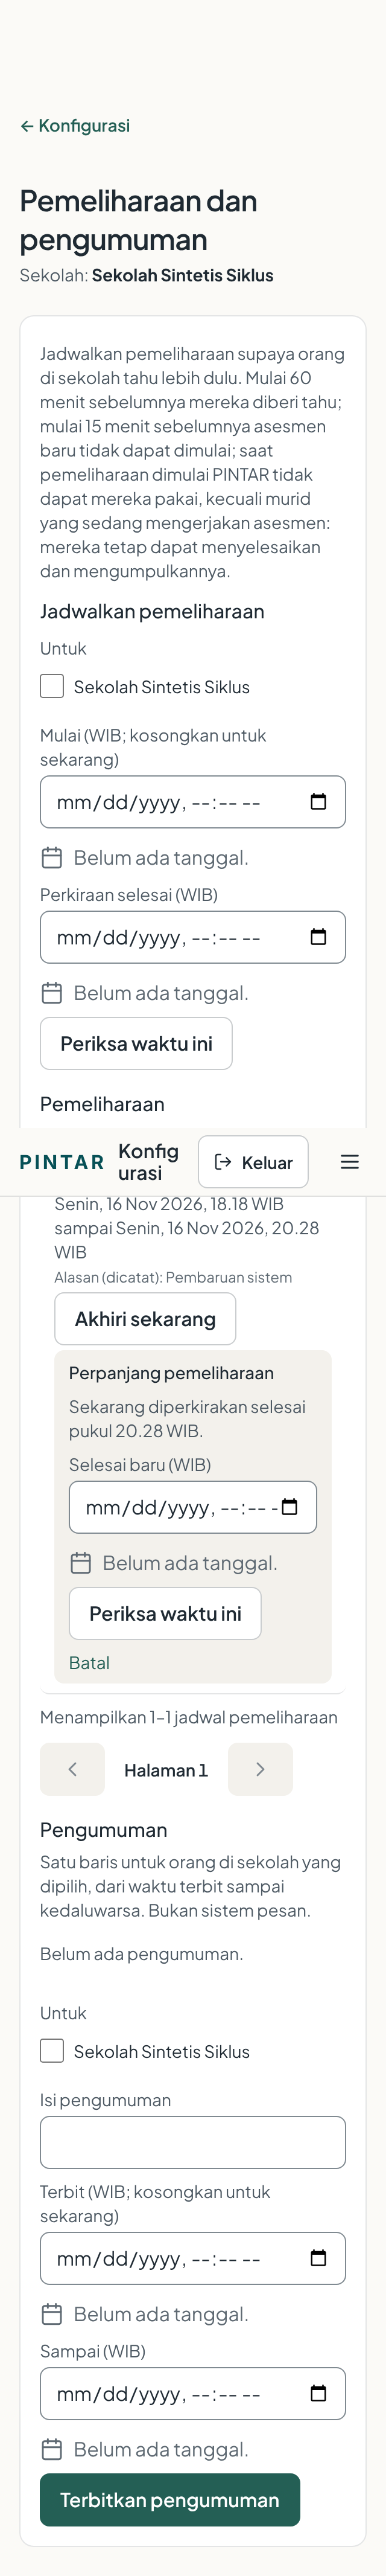 ← Konfigurasi
Pemeliharaan dan
pengumuman
Sekolah: Sekolah Sintetis Siklus
Jadwalkan pemeliharaan supaya orang
di sekolah tahu lebih dulu. Mulai 60
menit sebelumnya mereka diberi tahu;
mulai 15 menit sebelumnya asesmen
baru tidak dapat dimulai; saat
pemeliharaan dimulai PINTAR tidak
dapat mereka pakai, kecuali murid
yang sedang mengerjakan asesmen:
mereka tetap dapat menyelesaikan
dan mengumpulkannya.
Jadwalkan pemeliharaan
Untuk
Sekolah Sintetis Siklus
Mulai (WIB; kosongkan untuk
sekarang)
mm/dd/yyyy, --:-- --
Belum ada tanggal.
Perkiraan selesai (WIB)
mm/dd/yyyy, --:-- --
Belum ada tanggal.
Periksa waktu ini
Pemeliharaan
PINTAR
Konfig
urasi
Keluar
Senin, 16 Nov 2026, 18.18 WIB
sampai Senin, 16 Nov 2026, 20.28
WIB
Alasan (dicatat): Pembaruan sistem
Akhiri sekarang
Perpanjang pemeliharaan
Sekarang diperkirakan selesai
pukul 20.28 WIB.
Selesai baru (WIB)
mm/dd/yyyy, --:-- -
Belum ada tanggal.
Periksa waktu ini
Batal
Menampilkan 1–1 jadwal pemeliharaan
Halaman 1
Pengumuman
Satu baris untuk orang di sekolah yang
dipilih, dari waktu terbit sampai
kedaluwarsa. Bukan sistem pesan.
Belum ada pengumuman.
Untuk
Sekolah Sintetis Siklus
Isi pengumuman
Terbit (WIB; kosongkan untuk
sekarang)
mm/dd/yyyy, --:-- --
Belum ada tanggal.
Sampai (WIB)
mm/dd/yyyy, --:-- --
Belum ada tanggal.
Terbitkan pengumuman